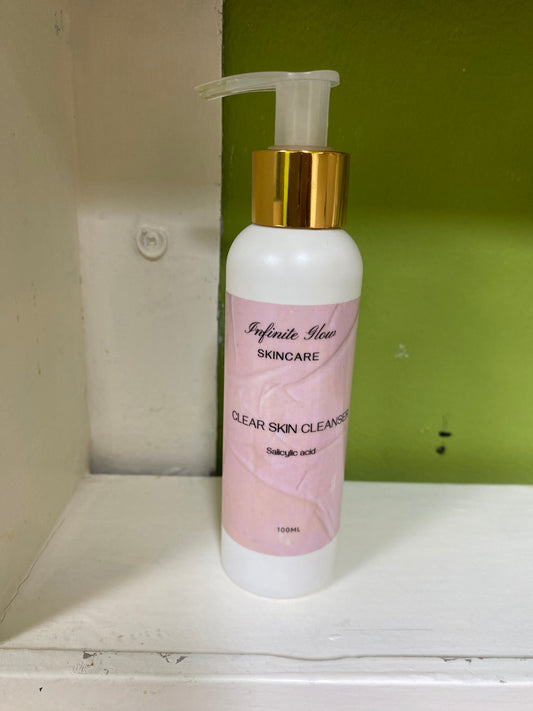 Infinite Glow
SKINCARE
CLEAR SKIN CLEANSER
Salicylic acid
100ML